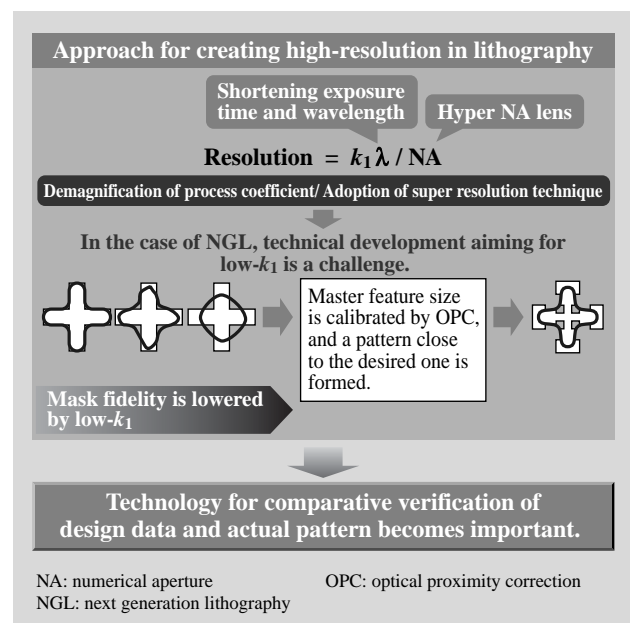 Approach for creating high-resolution in lithography
Shortening exposure
time and wavelength
Hyper NA lens
Resolution = k₁λ / NA
Demagnification of process coefficient/ Adoption of super resolution technique
In the case of NGL, technical development aiming for
low-k₁ is a challenge.
Master feature size
is calibrated by OPC,
and a pattern close
to the desired one is
formed.
Mask fidelity is lowered
by low-k₁
Technology for comparative verification of
design data and actual pattern becomes important.
NA: numerical aperture
OPC: optical proximity correction
NGL: next generation lithography